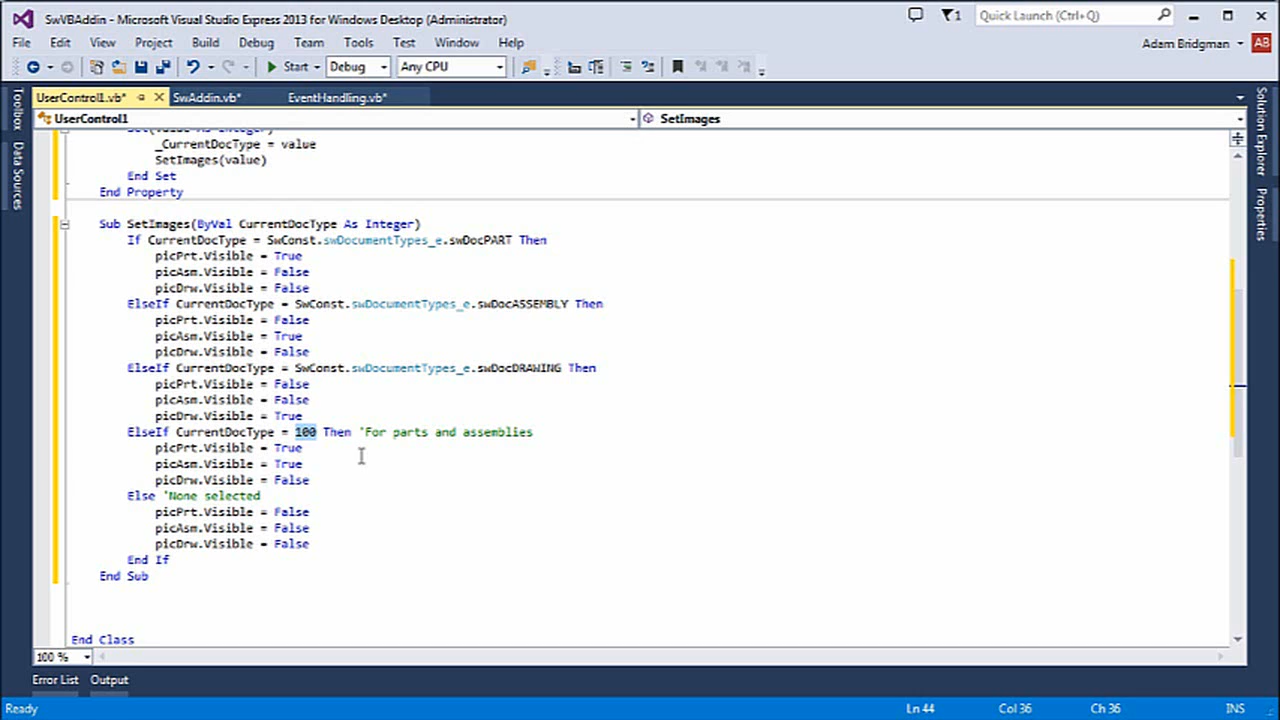 SwVBAddin - Microsoft Visual Studio Express 2013 for Windows Desktop (Administrator)
1
Quick Launch (Ctrl+Q)
File Edit View Project Build Debug Team Tools Test Window Help
Adam Bridgman AB
Start Debug Any CPU
UserControl1.vb* SwAddin.vb* EventHandling.vb*
UserControl1 SetImages
Toolbox
Data Sources
Solution Explorer
Properties
Set(value As Integer)
_CurrentDocType = value
SetImages(value)
End Set
End Property
Sub SetImages(ByVal CurrentDocType As Integer)
If CurrentDocType = SwConst.swDocumentTypes_e.swDocPART Then
picPrt.Visible = True
picAsm.Visible = False
picDrw.Visible = False
ElseIf CurrentDocType = SwConst.swDocumentTypes_e.swDocASSEMBLY Then
picPrt.Visible = False
picAsm.Visible = True
picDrw.Visible = False
ElseIf CurrentDocType = SwConst.swDocumentTypes_e.swDocDRAWING Then
picPrt.Visible = False
picAsm.Visible = False
picDrw.Visible = True
ElseIf CurrentDocType = 100 Then 'For parts and assemblies
picPrt.Visible = True
picAsm.Visible = True
picDrw.Visible = False
Else 'None selected
picPrt.Visible = False
picAsm.Visible = False
picDrw.Visible = False
End If
End Sub
End Class
100 %
Error List Output
Ready Ln 44 Col 36 Ch 36 INS